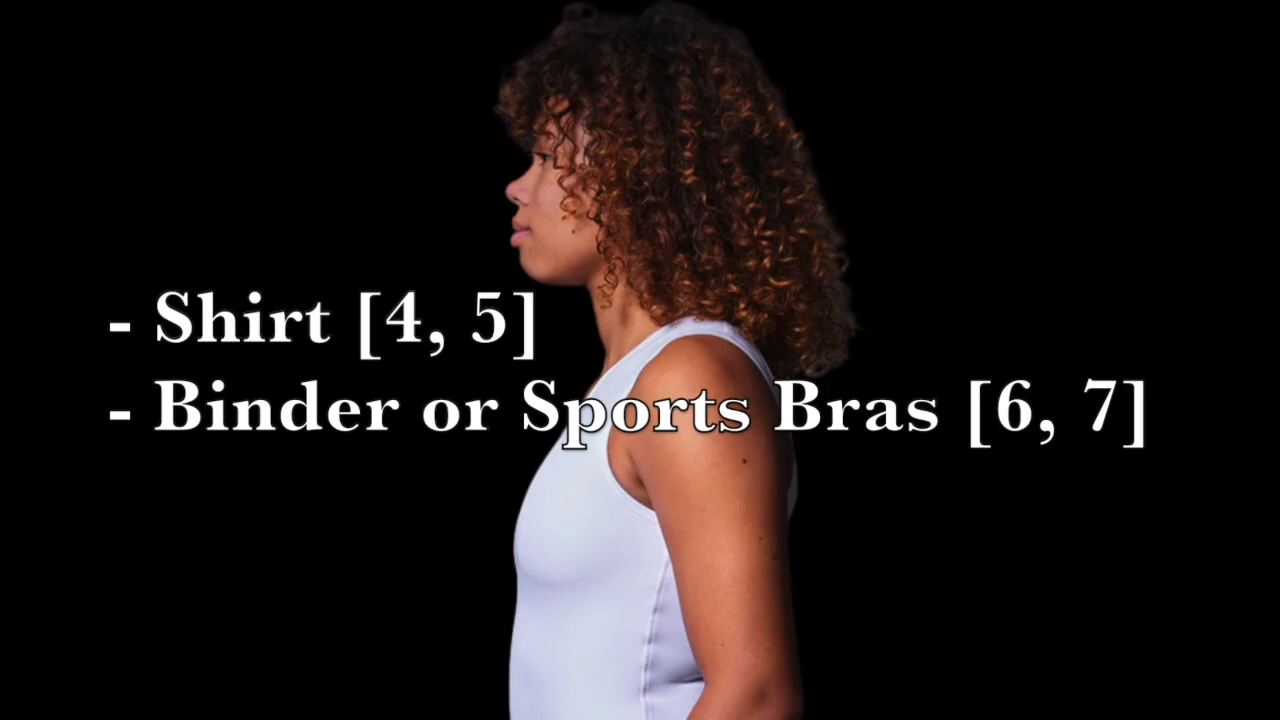 - Shirt [4, 5]
- Binder or Sports Bras [6, 7]